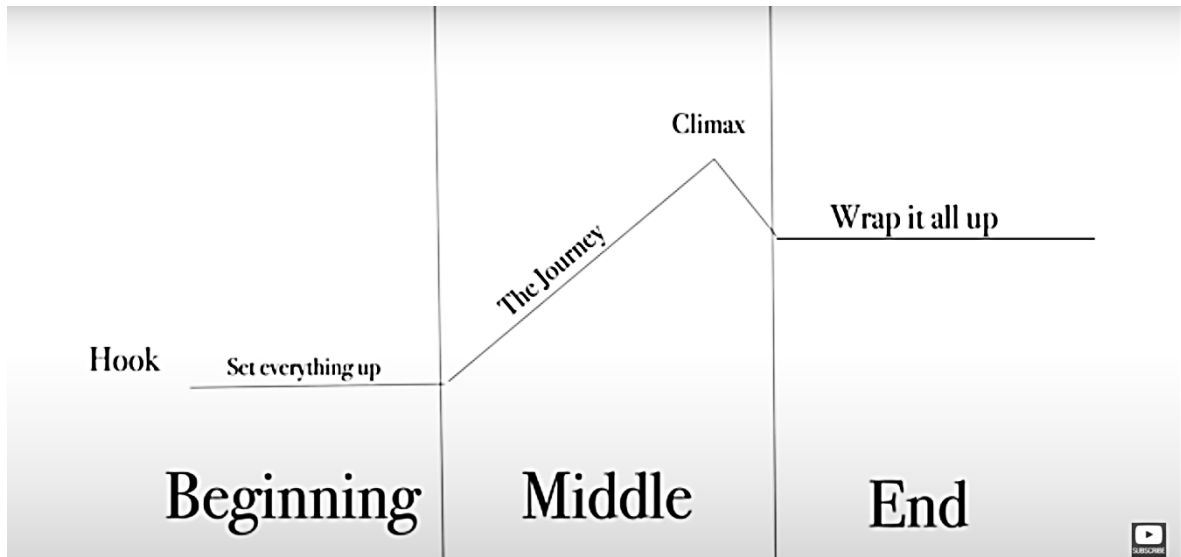 Climax
The Journey
Wrap it all up
Hook
Set everything up
Beginning
Middle
End
SUBSCRIBE